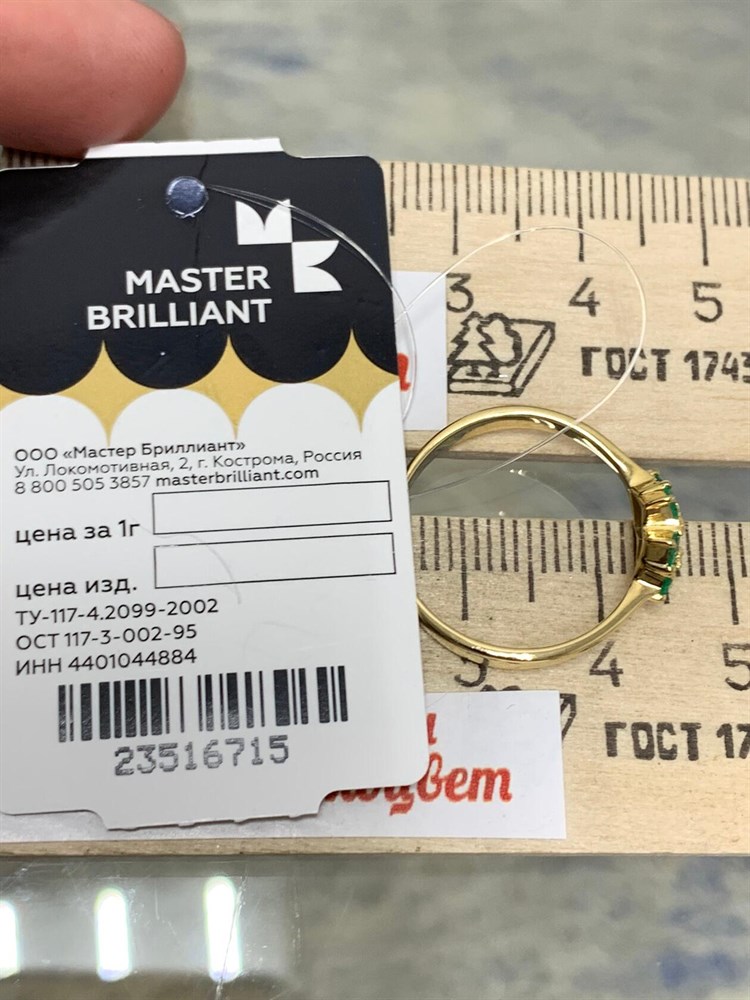 MASTER
BRILLIANT
ООО «Мастер Бриллиант»
Ул. Локомотивная, 2, г. Кострома, Россия
8 800 505 3857 masterbrilliant.com
цена за 1г
цена изд.
ТУ-117-4.2099-2002
ОСТ 117-3-002-95
ИНН 4401044884
23516715
3 4 5
ГОСТ 1743
3 4 5
ГОСТ 17